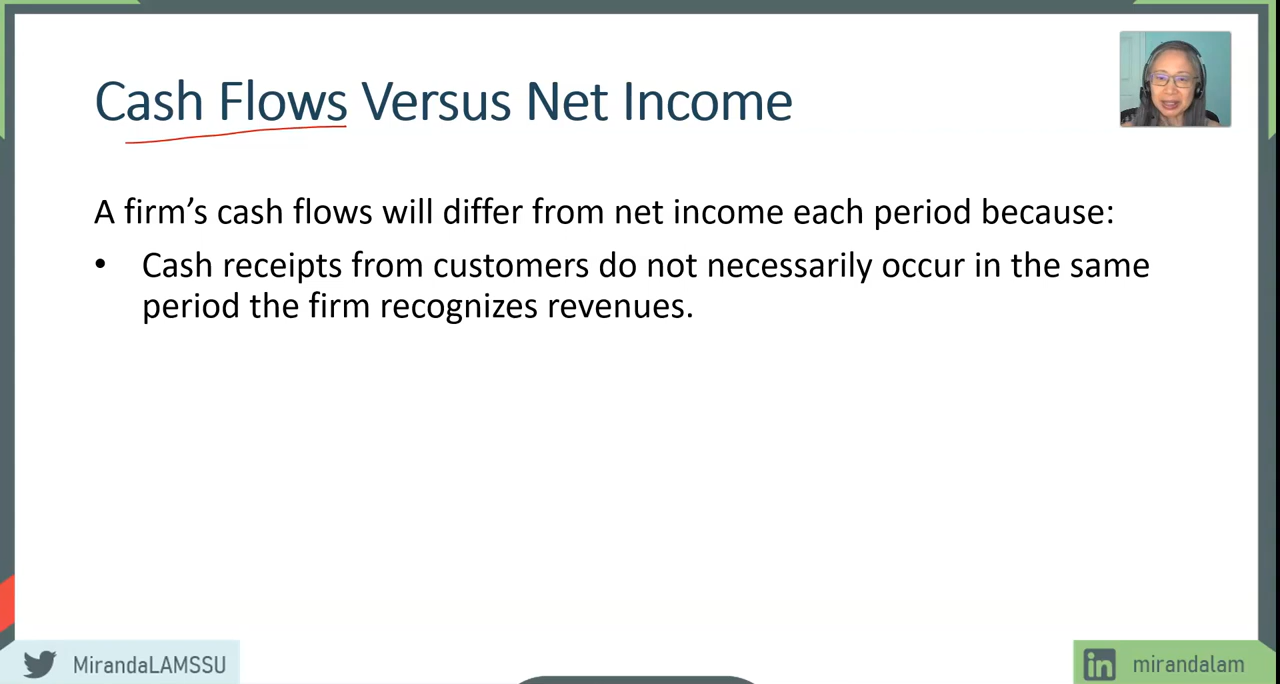 Cash Flows Versus Net Income
A firm’s cash flows will differ from net income each period because:
• Cash receipts from customers do not necessarily occur in the same
period the firm recognizes revenues.
MirandaLAMSSU
in mirandalam